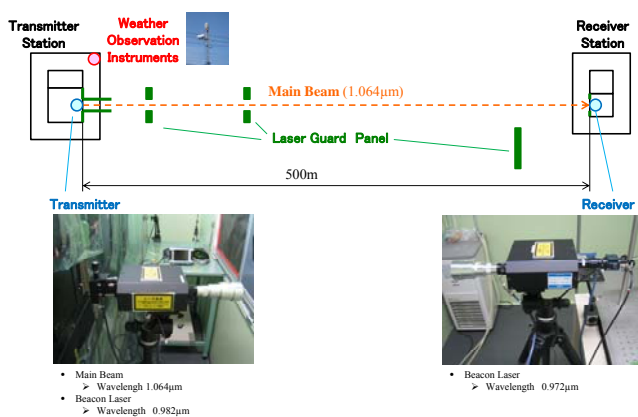 Transmitter
Station
Weather
Observation
Instruments
Receiver
Station
Main Beam (1.064μm)
Laser Guard Panel
500m
Transmitter
Receiver
• Main Beam
➢ Wavelengh 1.064μm
• Beacon Laser
➢ Wavelength 0.982μm
• Beacon Laser
➢ Wavelength 0.972μm